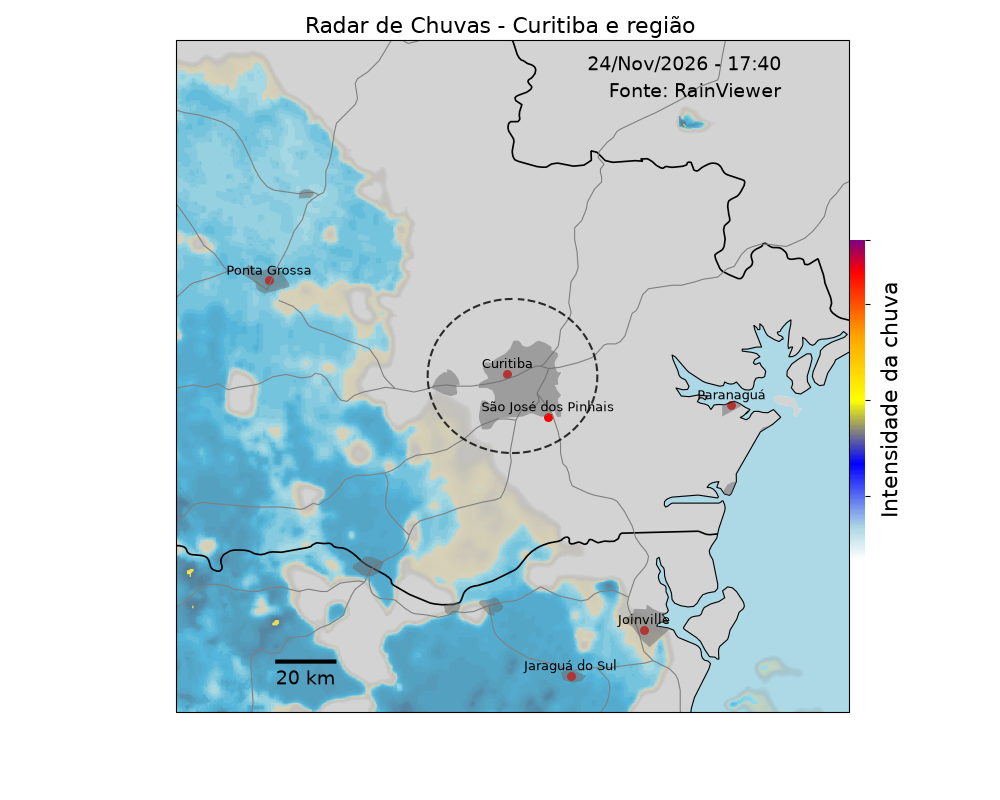 Radar de Chuvas - Curitiba e região
24/Nov/2026 - 17:40
Fonte: RainViewer
Ponta Grossa
Curitiba
São José dos Pinhais
Paranaguá
Intensidade da chuva
Joinville
Jaraguá do Sul
20 km